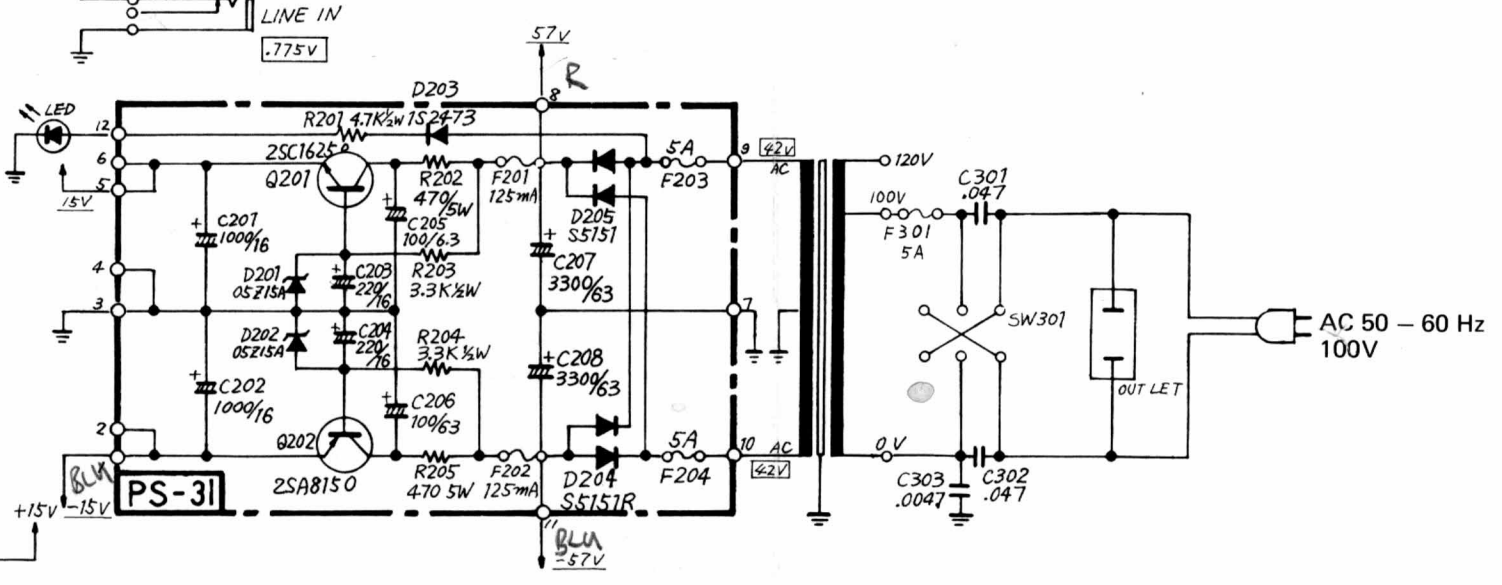 LINE IN
.775V
57V
R
8
LED
D203
R201 4.7K½W 1S2473
12
6
2SC1625O
Q201
5
15V
R202
470/5W
F201
125mA
5A
F203
9
42V
AC
120V
100V
F301
5A
C301
.047
+
C201
1000/16
+
C205
100/6.3
D205
S5151
+
C207
3300/63
R203
3.3K½W
D201
05Z15A
+
C203
220/16
4
3
7
D202
05Z15A
+
C204
220/16
R204
3.3K½W
SW301
AC 50 – 60 Hz
100V
+
C208
3300/63
OUT LET
+
C202
1000/16
+
C206
100/63
2
Q202
2SA815O
R205
470 5W
F202
125mA
D204
S5151R
5A
F204
10
AC
42V
0V
C303
.0047
C302
.047
BLU
-15V
PS-31
+15V
11
BLU
-57V